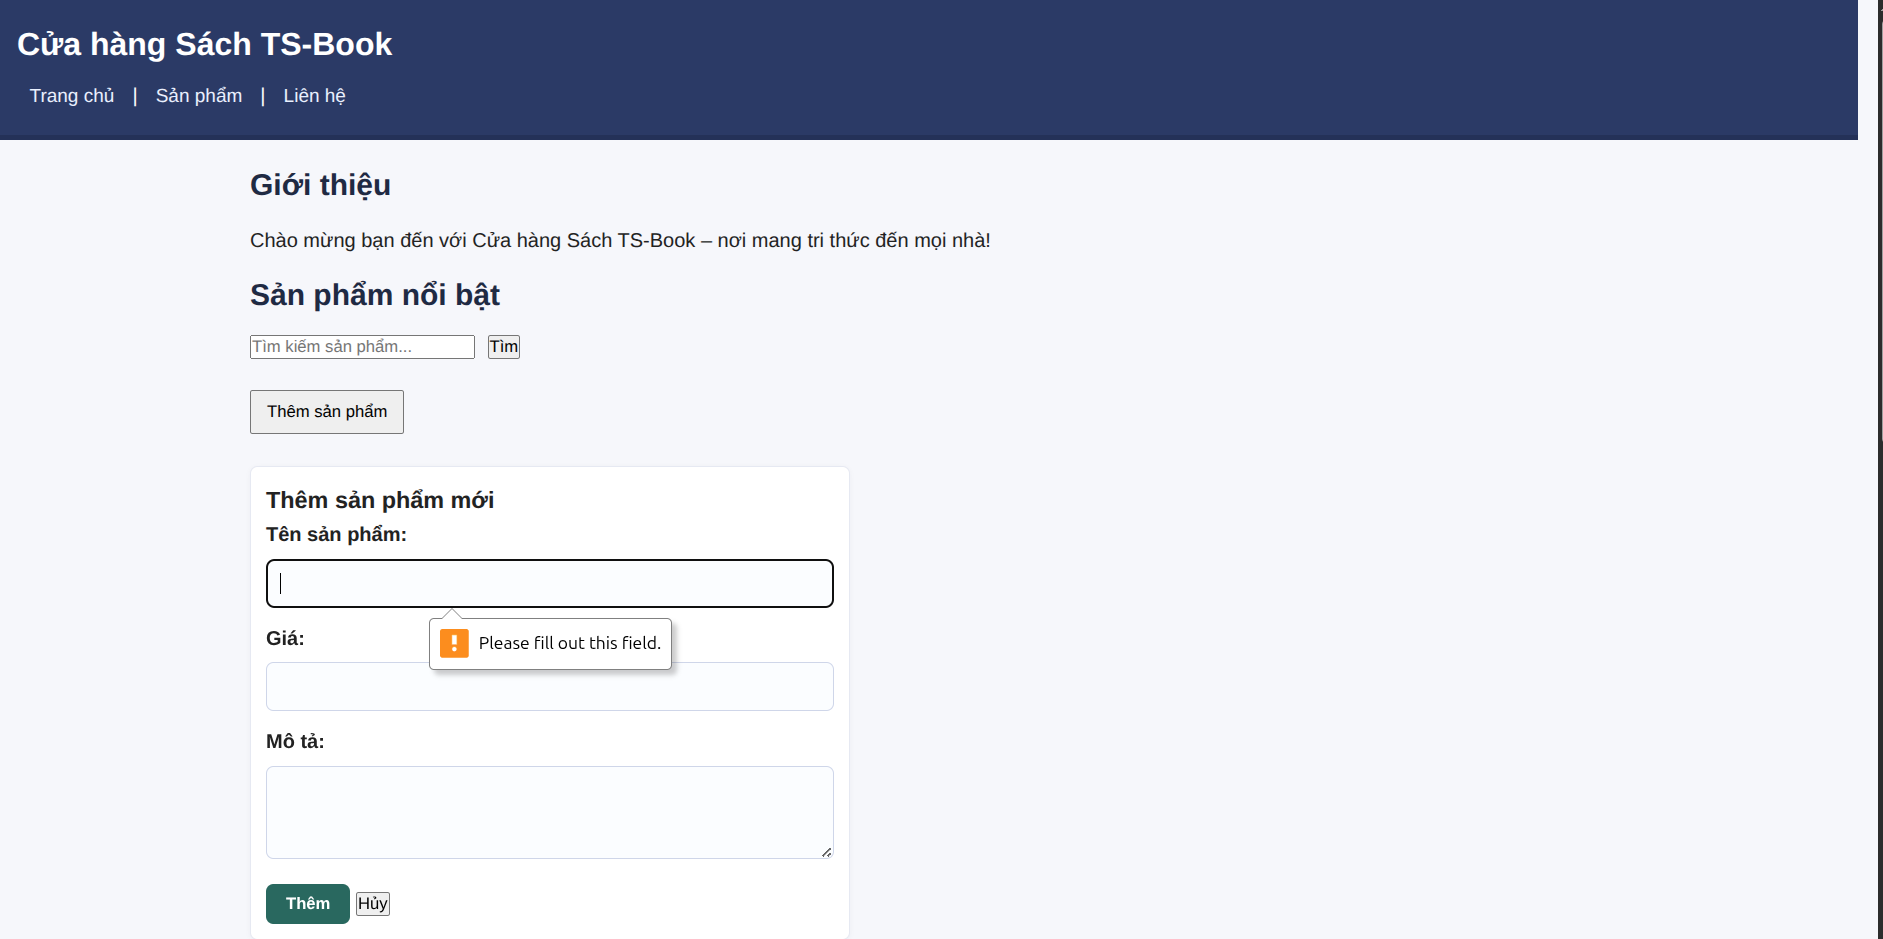 Cửa hàng Sách TS-Book
Trang chủ | Sản phẩm | Liên hệ
Giới thiệu
Chào mừng bạn đến với Cửa hàng Sách TS-Book – nơi mang tri thức đến mọi nhà!
Sản phẩm nổi bật
Tìm kiếm sản phẩm... Tìm
Thêm sản phẩm
Thêm sản phẩm mới
Tên sản phẩm:
Please fill out this field.
Giá:
Mô tả:
Thêm Hủy